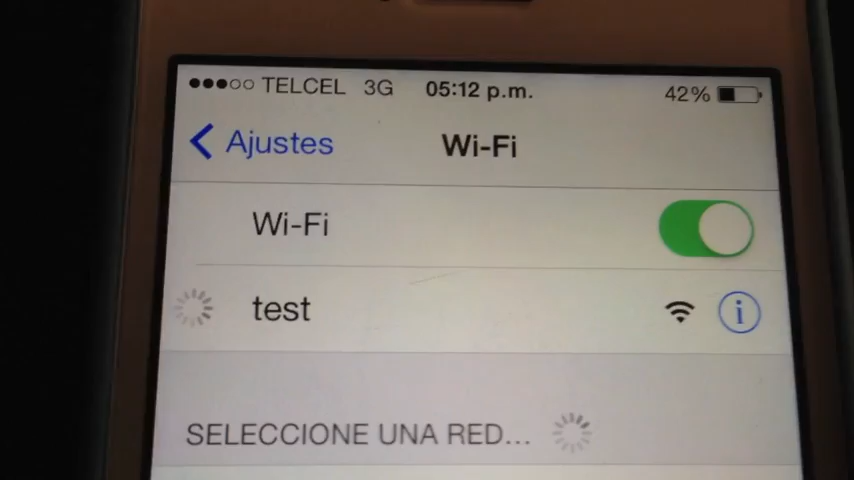 TELCEL 3G 05:12 p.m. 42%
Ajustes Wi-Fi
Wi-Fi
test
SELECCIONE UNA RED...